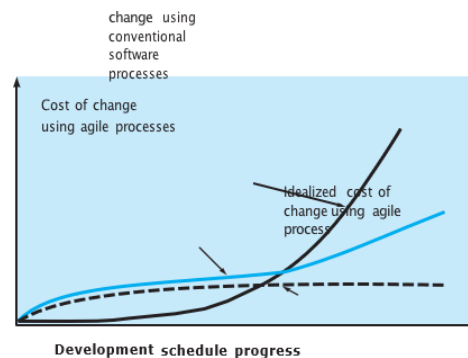 change using
conventional
software
processes
Cost of change
using agile processes
Idealized cost of
change using agile
process
Development schedule progress